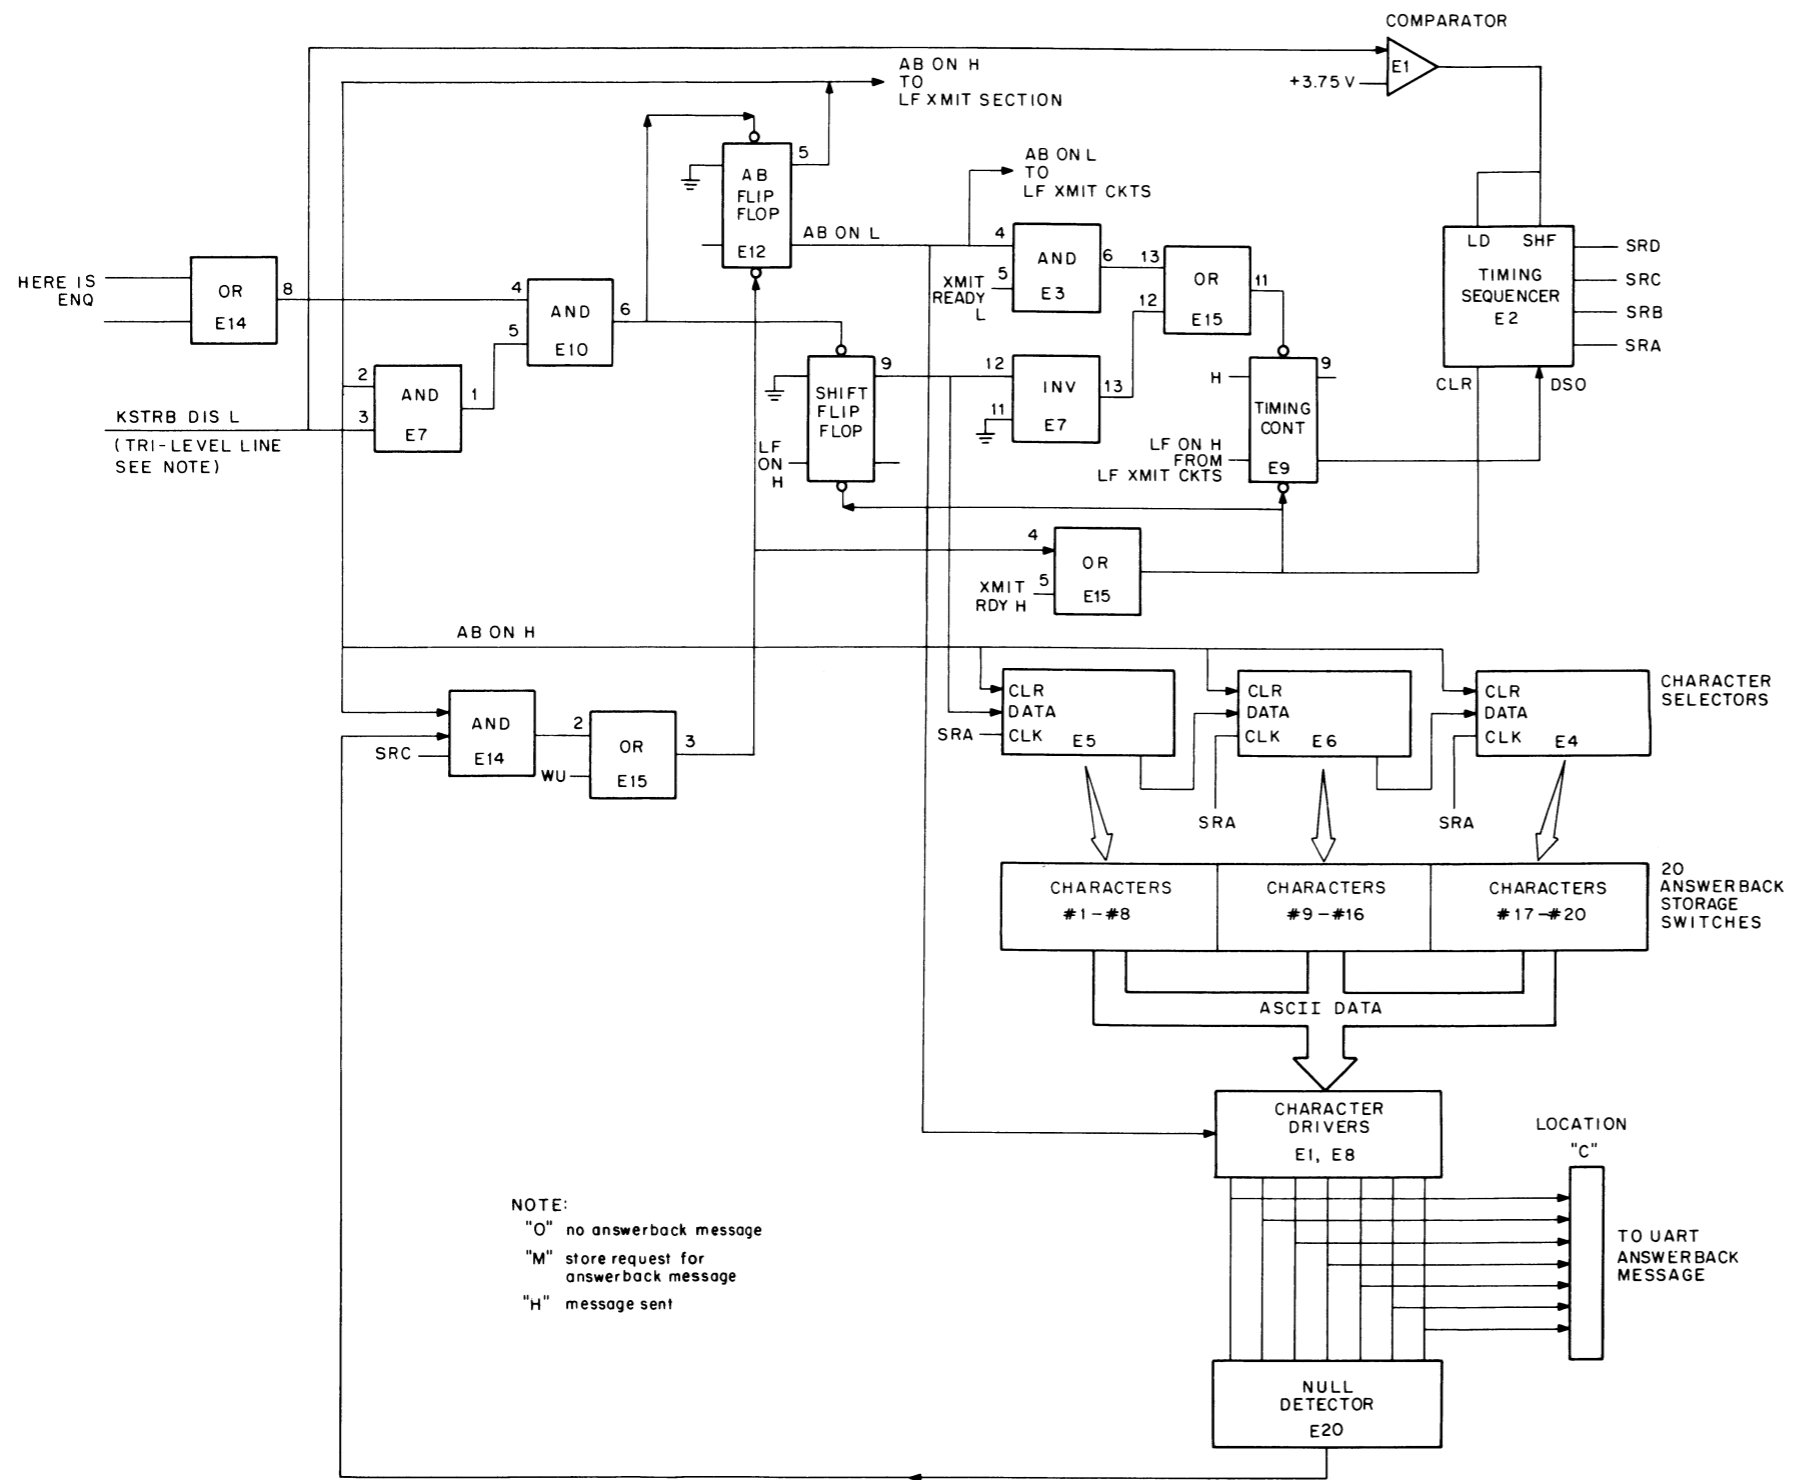 COMPARATOR
AB ON H
TO
LF XMIT SECTION
E1
+3.75 V
5
AB
FLIP
FLOP
E12
AB ON L
TO
LF XMIT CKTS
AB ON L
4
XMIT
READY
L
5
AND
E3
6
13
12
OR
E15
11
LD
SHF
TIMING
SEQUENCER
E2
SRD
SRC
SRB
SRA
CLR
DSO
HERE IS
ENQ
OR
E14
8
4
5
AND
E10
6
2
3
AND
E7
1
KSTRB DIS L
(TRI-LEVEL LINE
SEE NOTE)
SHIFT
FLIP
FLOP
9
LF
ON
H
12
11
INV
E7
13
H
9
TIMING
CONT
E9
LF ON H
FROM
LF XMIT CKTS
4
XMIT
RDY H
5
OR
E15
AB ON H
AND
E14
SRC
2
WU
OR
E15
3
CLR
DATA
CLK
E5
SRA
CLR
DATA
CLK
E6
SRA
CLR
DATA
CLK
E4
SRA
CHARACTER
SELECTORS
CHARACTERS
#1-#8
CHARACTERS
#9-#16
CHARACTERS
#17-#20
20
ANSWERBACK
STORAGE
SWITCHES
ASCII DATA
CHARACTER
DRIVERS
E1, E8
LOCATION
"C"
TO UART
ANSWERBACK
MESSAGE
NOTE:
"O" no answerback message
"M" store request for
answerback message
"H" message sent
NULL
DETECTOR
E20